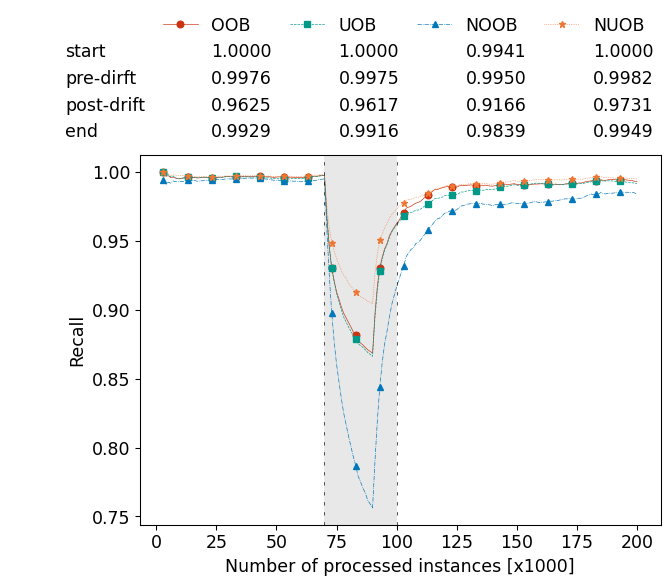 OOB UOB NOOB NUOB
start 1.0000 1.0000 0.9941 1.0000
pre-dirft 0.9976 0.9975 0.9950 0.9982
post-drift 0.9625 0.9617 0.9166 0.9731
end 0.9929 0.9916 0.9839 0.9949
1.00
0.95
0.90
0.85
0.80
0.75
Recall
0 25 50 75 100 125 150 175 200
Number of processed instances [x1000]